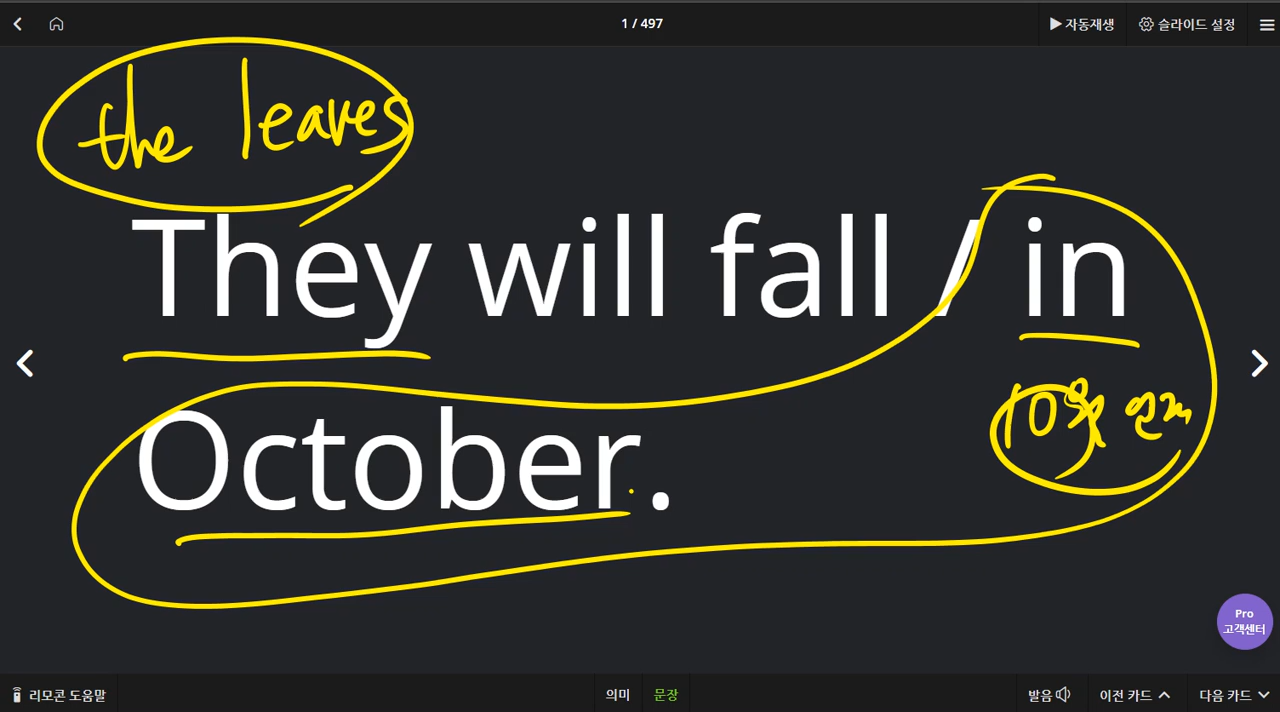 1 / 497
자동재생
슬라이드 설정
the leaves
They will fall / in
October.
10월
Pro
고객센터
리모콘 도움말
의미
문장
발음
이전 카드
다음 카드